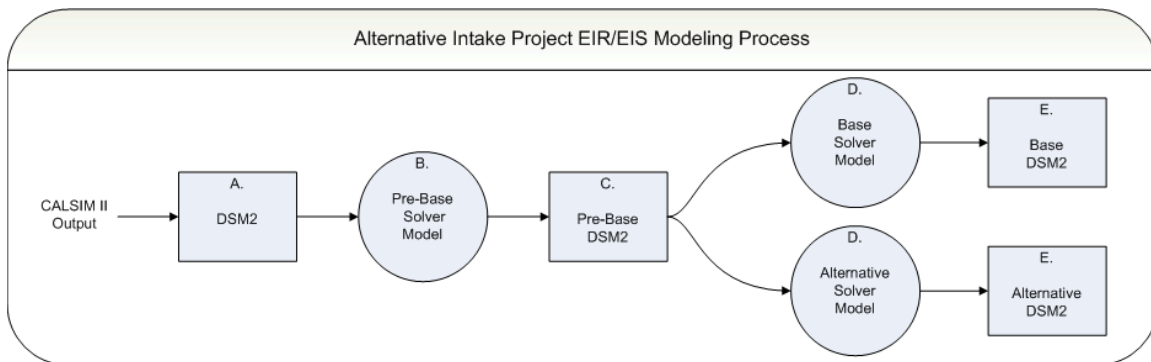 Alternative Intake Project EIR/EIS Modeling Process
CALSIM II
Output
A.
DSM2
B.
Pre-Base
Solver
Model
C.
Pre-Base
DSM2
D.
Base
Solver
Model
E.
Base
DSM2
D.
Alternative
Solver
Model
E.
Alternative
DSM2